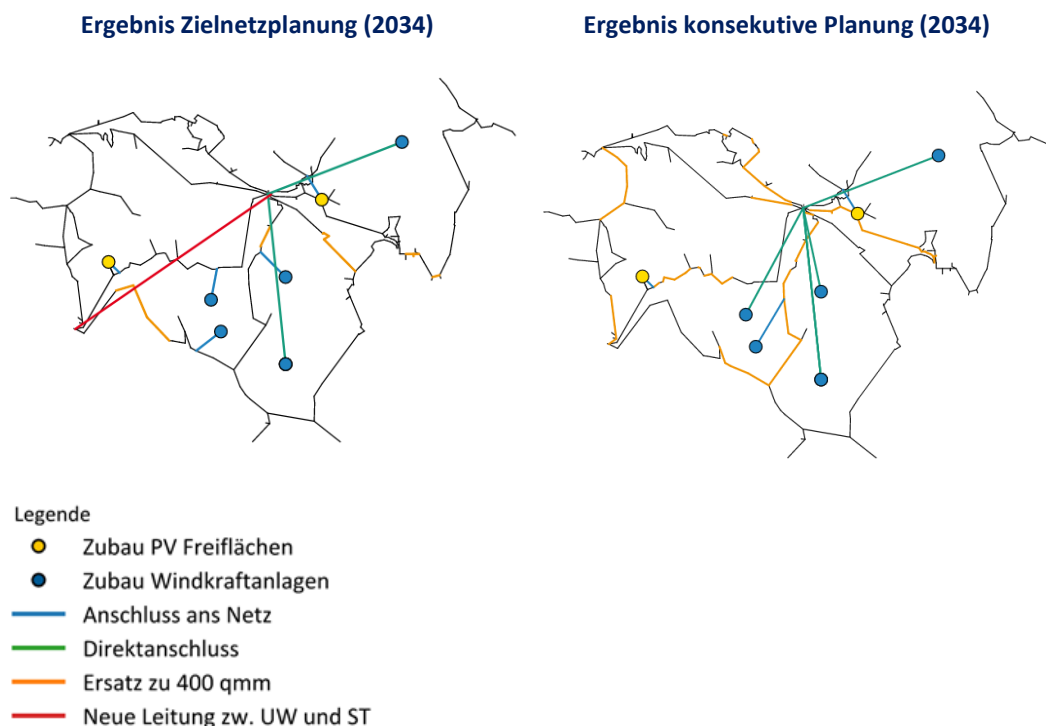 Ergebnis Zielnetzplanung (2034)
Ergebnis konsekutive Planung (2034)
Legende
Zubau PV Freiflächen
Zubau Windkraftanlagen
Anschluss ans Netz
Direktanschluss
Ersatz zu 400 qmm
Neue Leitung zw. UW und ST